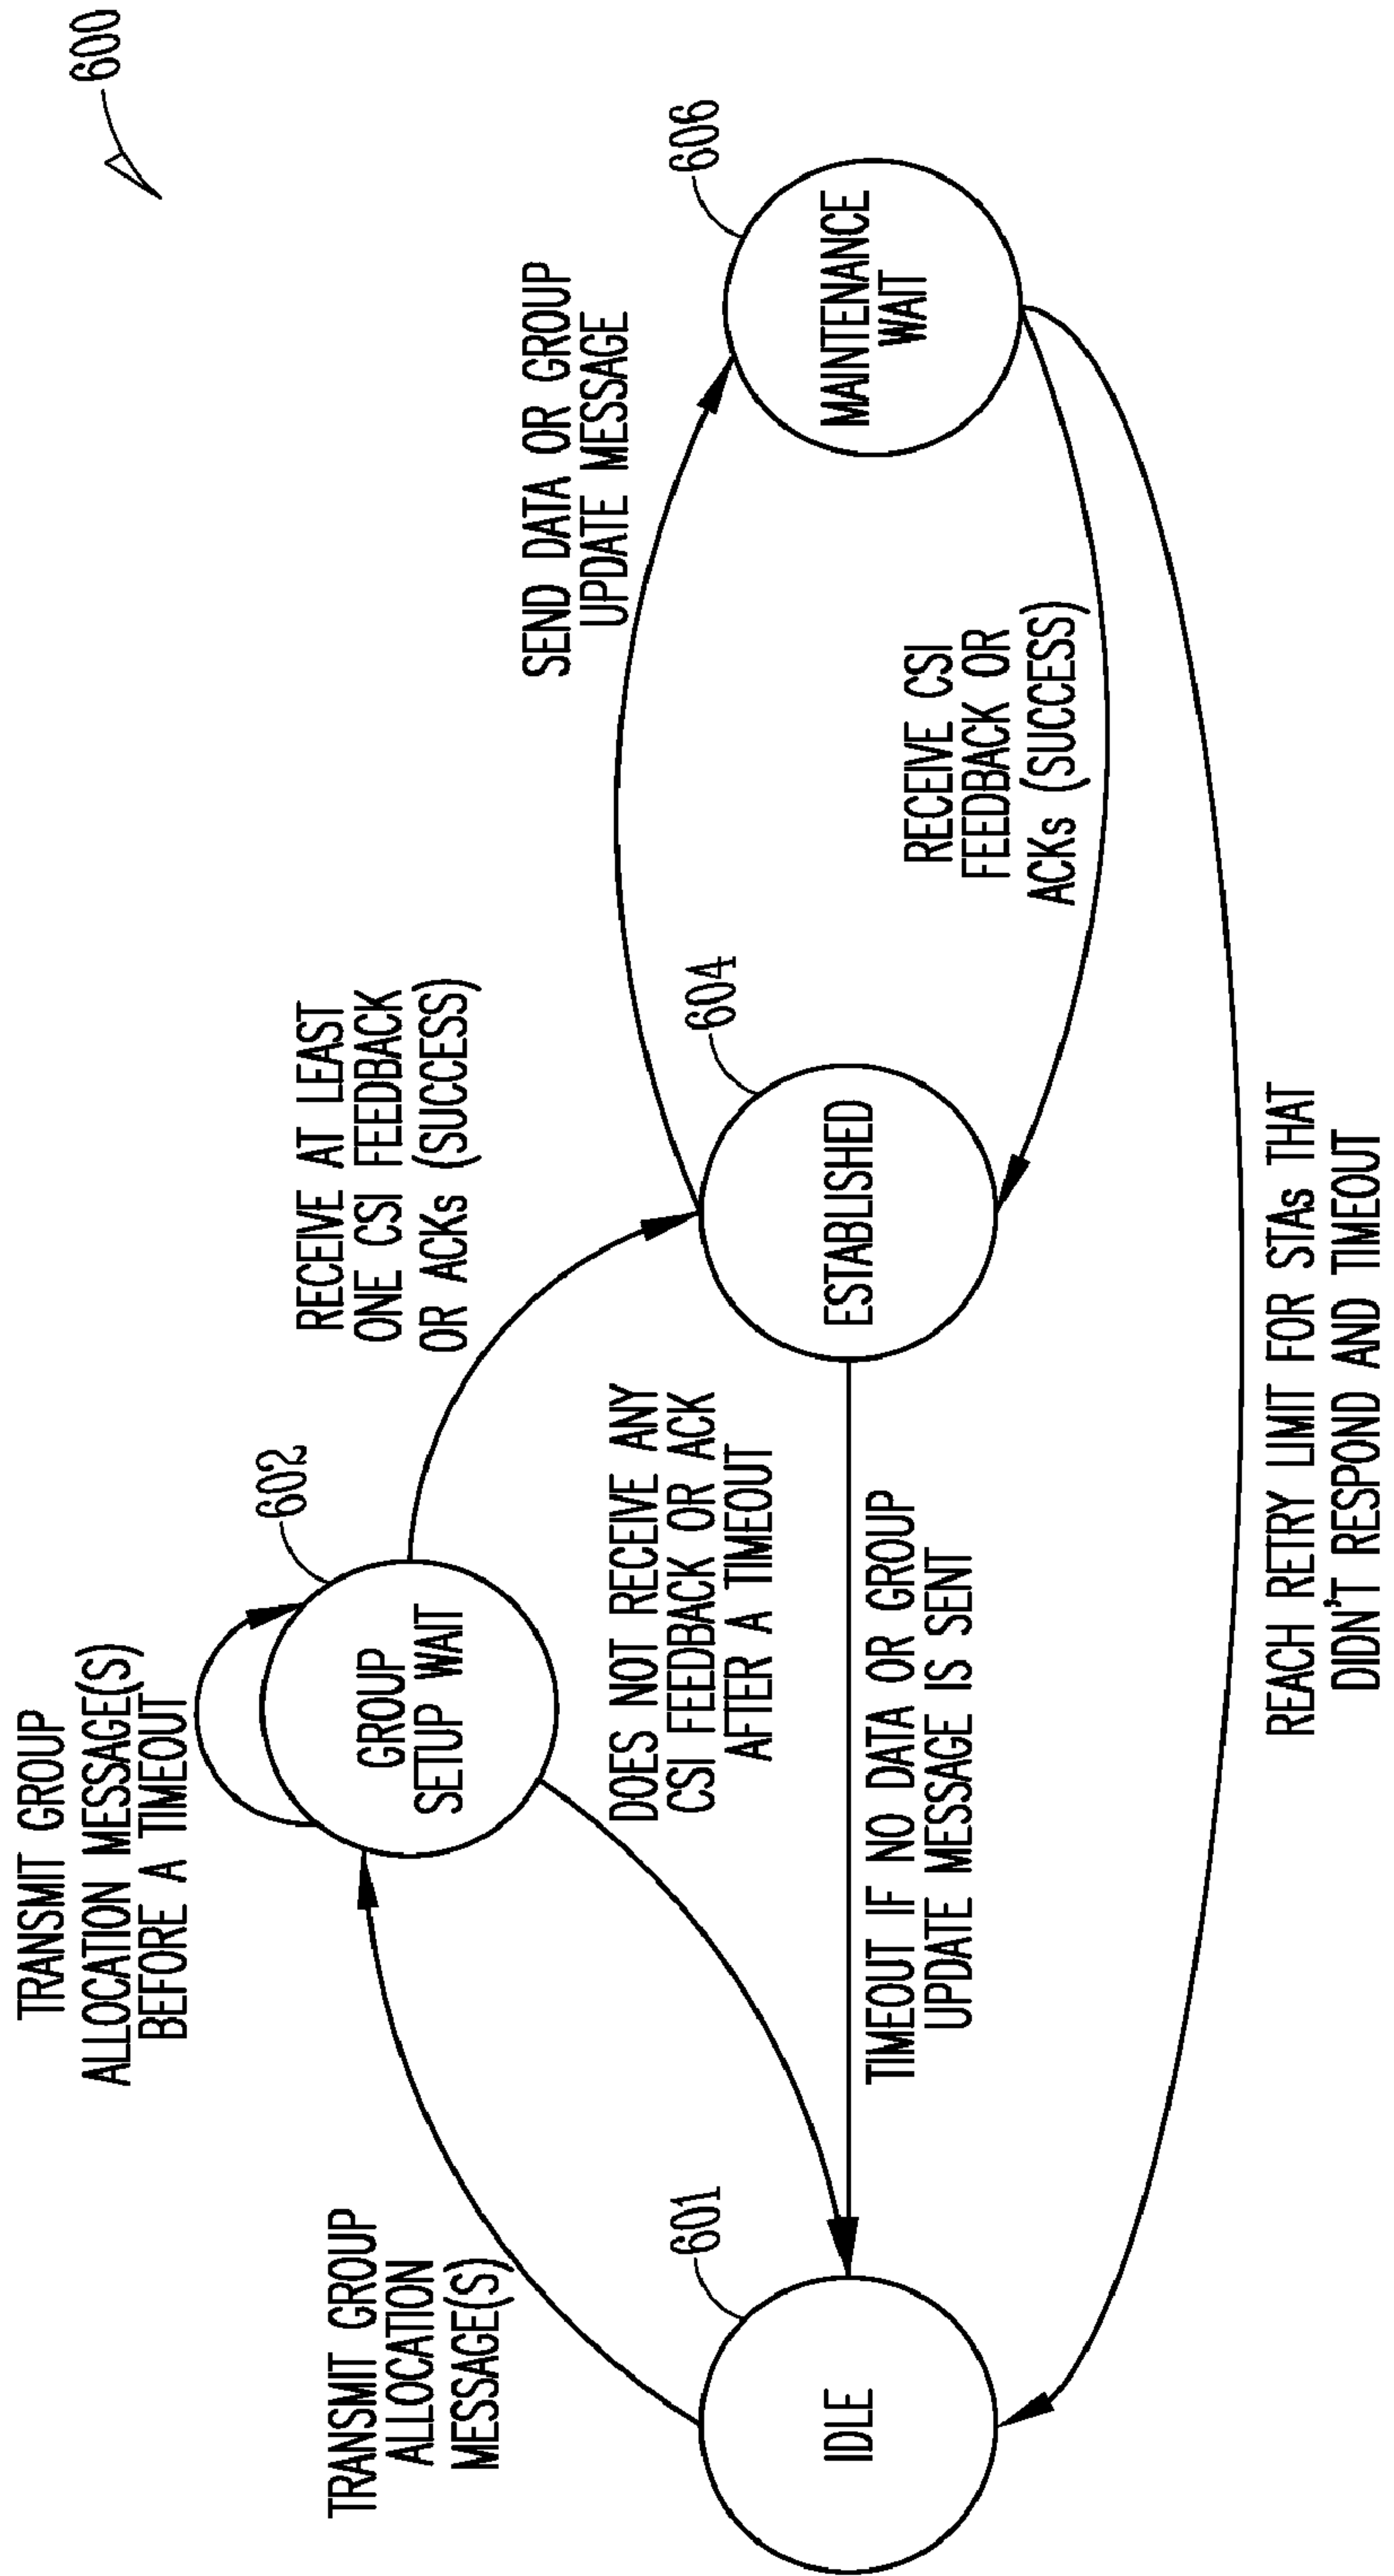 600
TRANSMIT GROUP
ALLOCATION MESSAGE(S)
BEFORE A TIMEOUT
602
GROUP
SETUP WAIT
TRANSMIT GROUP
ALLOCATION
MESSAGE(S)
RECEIVE AT LEAST
ONE CSI FEEDBACK
OR ACKs (SUCCESS)
SEND DATA OR GROUP
UPDATE MESSAGE
DOES NOT RECEIVE ANY
CSI FEEDBACK OR ACK
AFTER A TIMEOUT
601
IDLE
604
ESTABLISHED
606
MAINTENANCE
WAIT
TIMEOUT IF NO DATA OR GROUP
UPDATE MESSAGE IS SENT
RECEIVE CSI
FEEDBACK OR
ACKs (SUCCESS)
REACH RETRY LIMIT FOR STAs THAT
DIDN'T RESPOND AND TIMEOUT